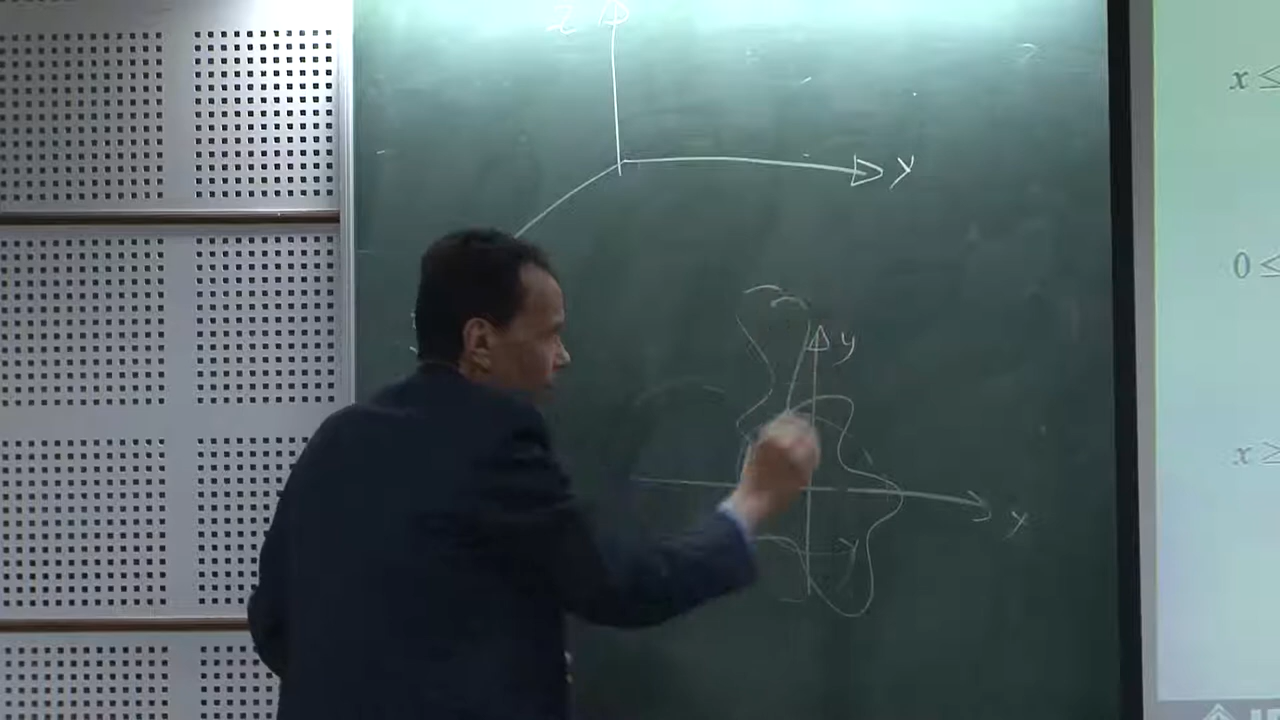 z
y
y
x
x ≤
0 ≤
x ≥